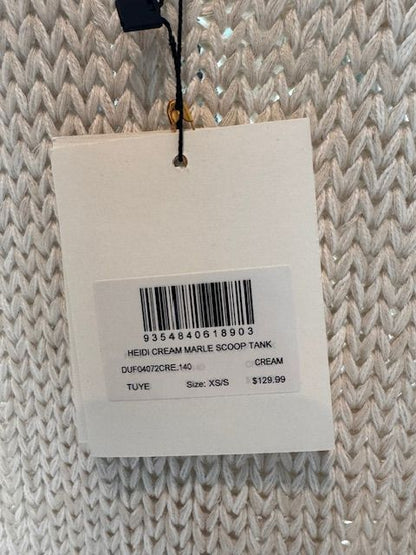 9354840618903
HEIDI CREAM MARLE SCOOP TANK
DUF04072CRE.140 CREAM
TUYE Size: XS/S $129.99